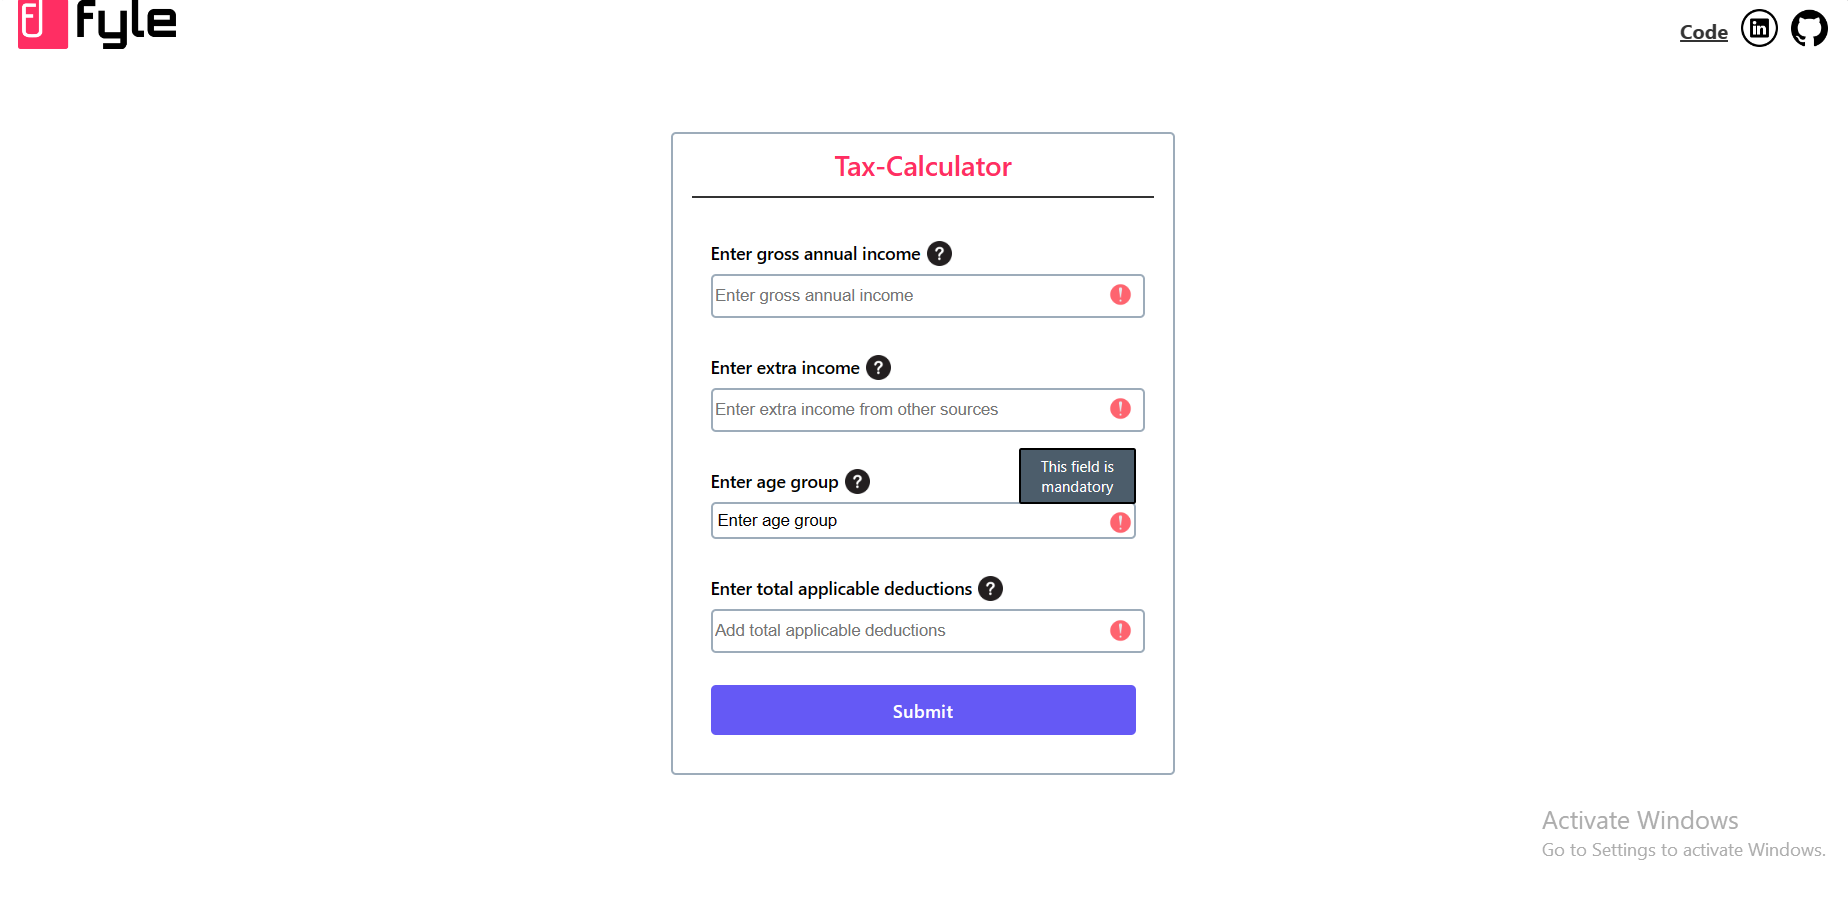 fyle
Code
Tax-Calculator
Enter gross annual income ?
Enter gross annual income !
Enter extra income ?
Enter extra income from other sources !
This field is
mandatory
Enter age group ?
Enter age group !
Enter total applicable deductions ?
Add total applicable deductions !
Submit
Activate Windows
Go to Settings to activate Windows.